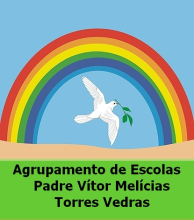 Agrupamento de Escolas
Padre Vítor Melícias
Torres Vedras